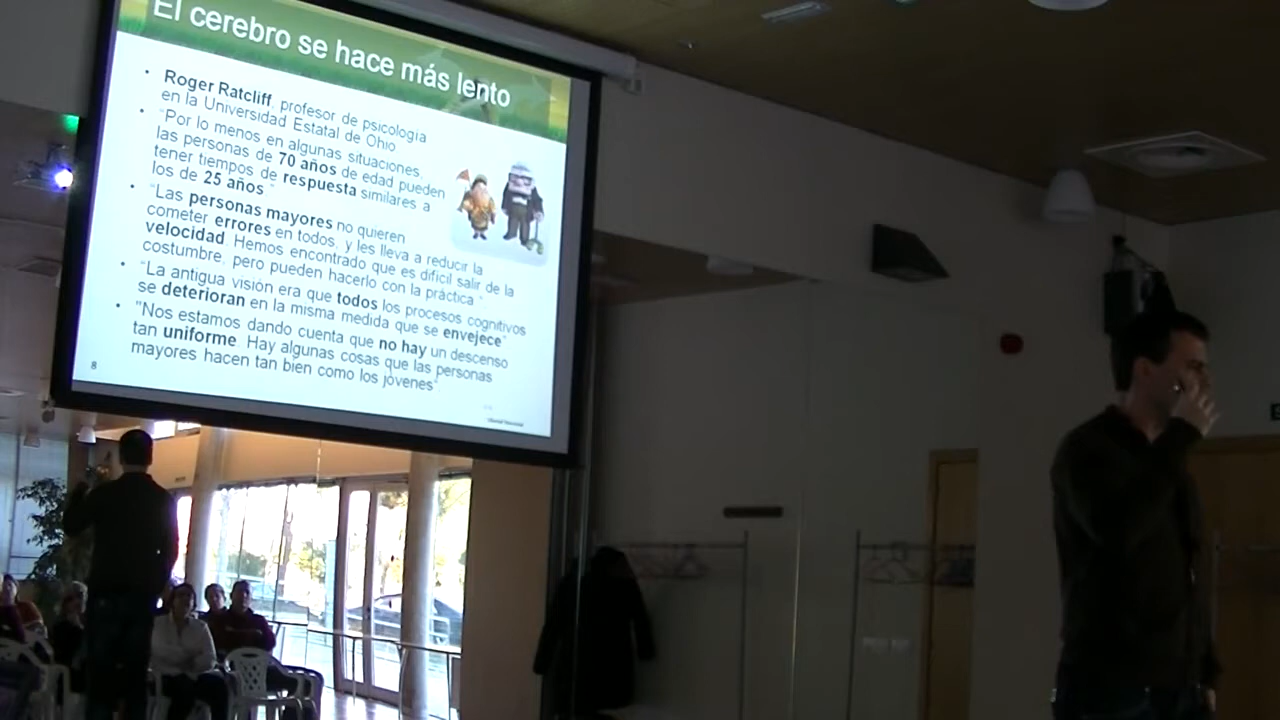 El cerebro se hace más lento
• Roger Ratcliff, profesor de psicología
en la Universidad Estatal de Ohio
• "Por lo menos en algunas situaciones,
las personas de 70 años de edad pueden
tener tiempos de respuesta similares a
los de 25 años."
• "Las personas mayores no quieren
cometer errores en todos, y les lleva a reducir la
velocidad. Hemos encontrado que es difícil salir de la
costumbre, pero pueden hacerlo con la práctica."
• "La antigua visión era que todos los procesos cognitivos
se deterioran en la misma medida que se envejece"
• "Nos estamos dando cuenta que no hay un descenso
tan uniforme. Hay algunas cosas que las personas
mayores hacen tan bien como los jóvenes"
8